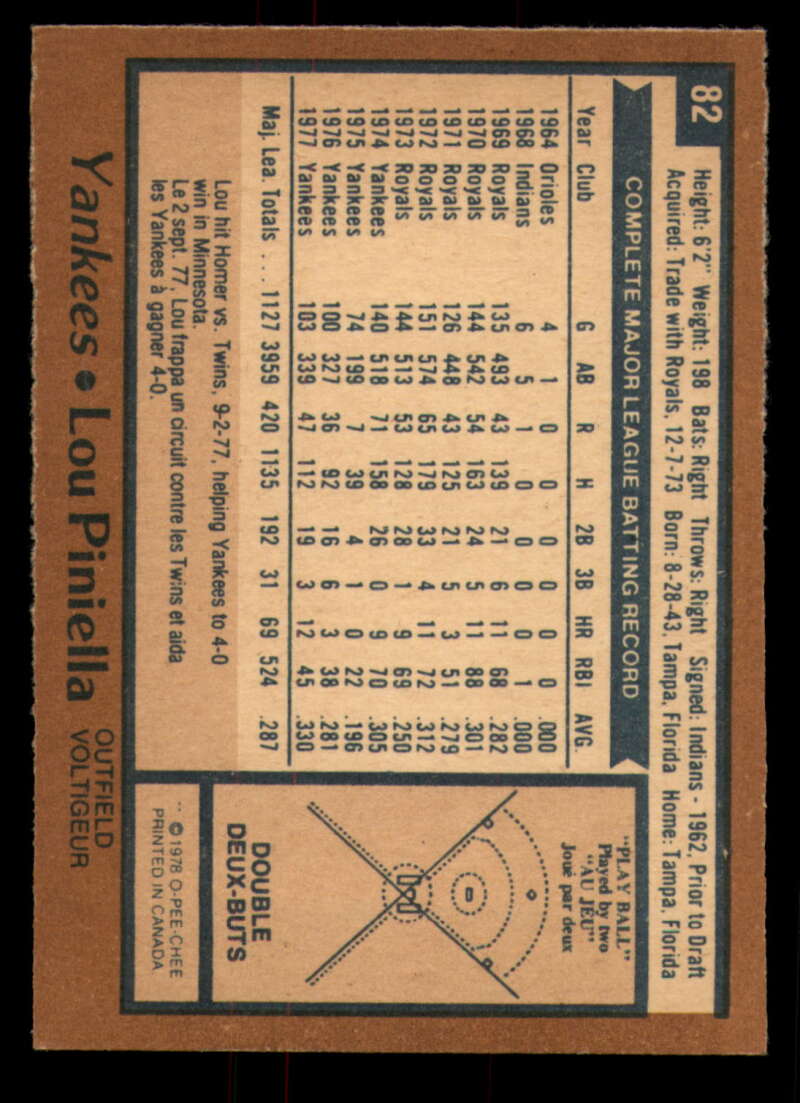 82
Height: 6'2" Weight: 198 Bats: Right Throws: Right Signed: Indians - 1962, Prior to Draft
Acquired: Trade with Royals, 12-7-73 Born: 8-28-43, Tampa, Florida Home: Tampa, Florida
COMPLETE MAJOR LEAGUE BATTING RECORD
Year Club G AB R H 2B 3B HR RBI AVG.
1964 Orioles 4 1 0 0 0 0 0 0 .000
1968 Indians 6 5 1 0 0 0 0 1 .000
1969 Royals 135 493 43 139 21 6 11 68 .282
1970 Royals 144 542 54 163 24 5 11 88 .301
1971 Royals 126 448 43 125 21 5 3 51 .279
1972 Royals 151 574 65 179 33 4 11 72 .312
1973 Royals 144 513 53 128 28 1 9 69 .250
1974 Yankees 140 518 71 158 26 0 9 70 .305
1975 Yankees 74 199 7 39 4 1 0 22 .196
1976 Yankees 100 327 36 92 16 6 3 38 .281
1977 Yankees 103 339 47 112 19 3 12 45 .330
Maj. Lea. Totals ... 1127 3959 420 1135 192 31 69 524 .287
Lou hit Homer vs. Twins, 9-2-77, helping Yankees to 4-0
win in Minnesota.
Le 2 sept. 77, Lou frappa un circuit contre les Twins et aida
les Yankees à gagner 4-0.
"PLAY BALL"
Played by two
"AU JEU"
Joué par deux
DOUBLE
DEUX-BUTS
© 1978 O-PEE-CHEE
PRINTED IN CANADA
Yankees • Lou Piniella
OUTFIELD
VOLTIGEUR